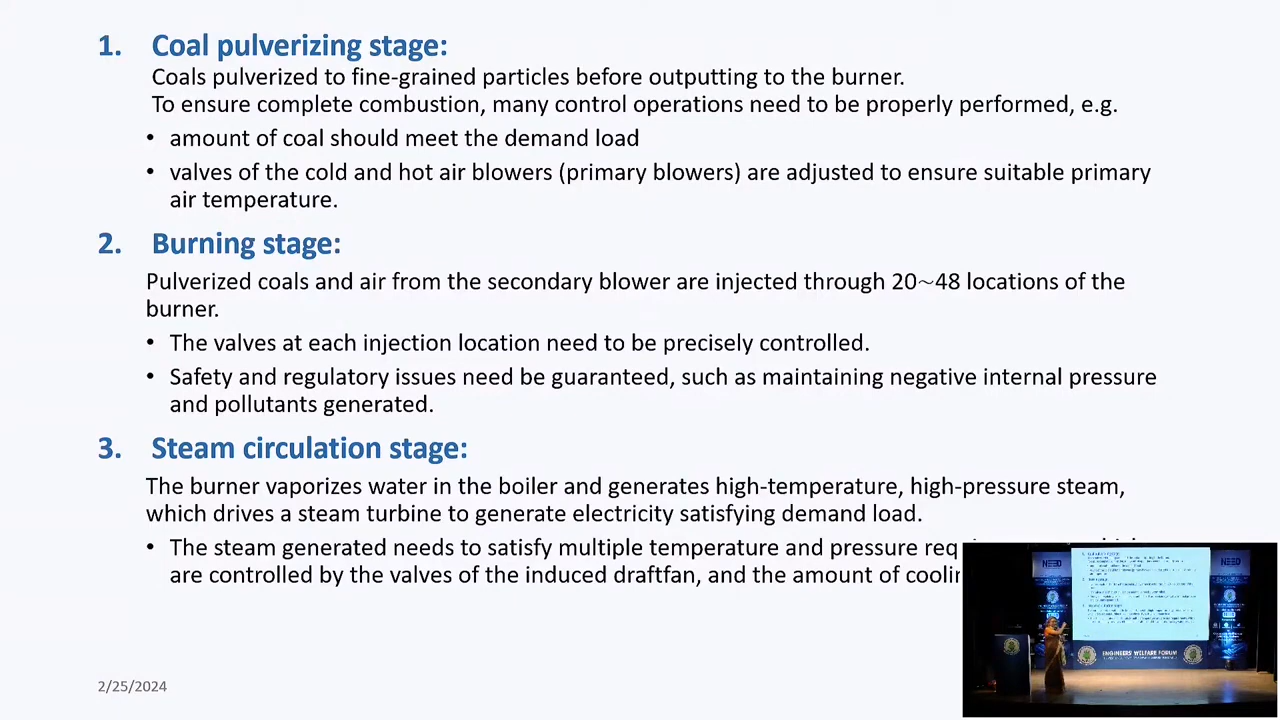 1. Coal pulverizing stage:
Coals pulverized to fine-grained particles before outputting to the burner.
To ensure complete combustion, many control operations need to be properly performed, e.g.
• amount of coal should meet the demand load
• valves of the cold and hot air blowers (primary blowers) are adjusted to ensure suitable primary
air temperature.
2. Burning stage:
Pulverized coals and air from the secondary blower are injected through 20~48 locations of the
burner.
• The valves at each injection location need to be precisely controlled.
• Safety and regulatory issues need be guaranteed, such as maintaining negative internal pressure
and pollutants generated.
3. Steam circulation stage:
The burner vaporizes water in the boiler and generates high-temperature, high-pressure steam,
which drives a steam turbine to generate electricity satisfying demand load.
• The steam generated needs to satisfy multiple temperature and pressure
are controlled by the valves of the induced draftfan, and the amount of
2/25/2024
NEED
ENGINEERS' WELFARE FORUM